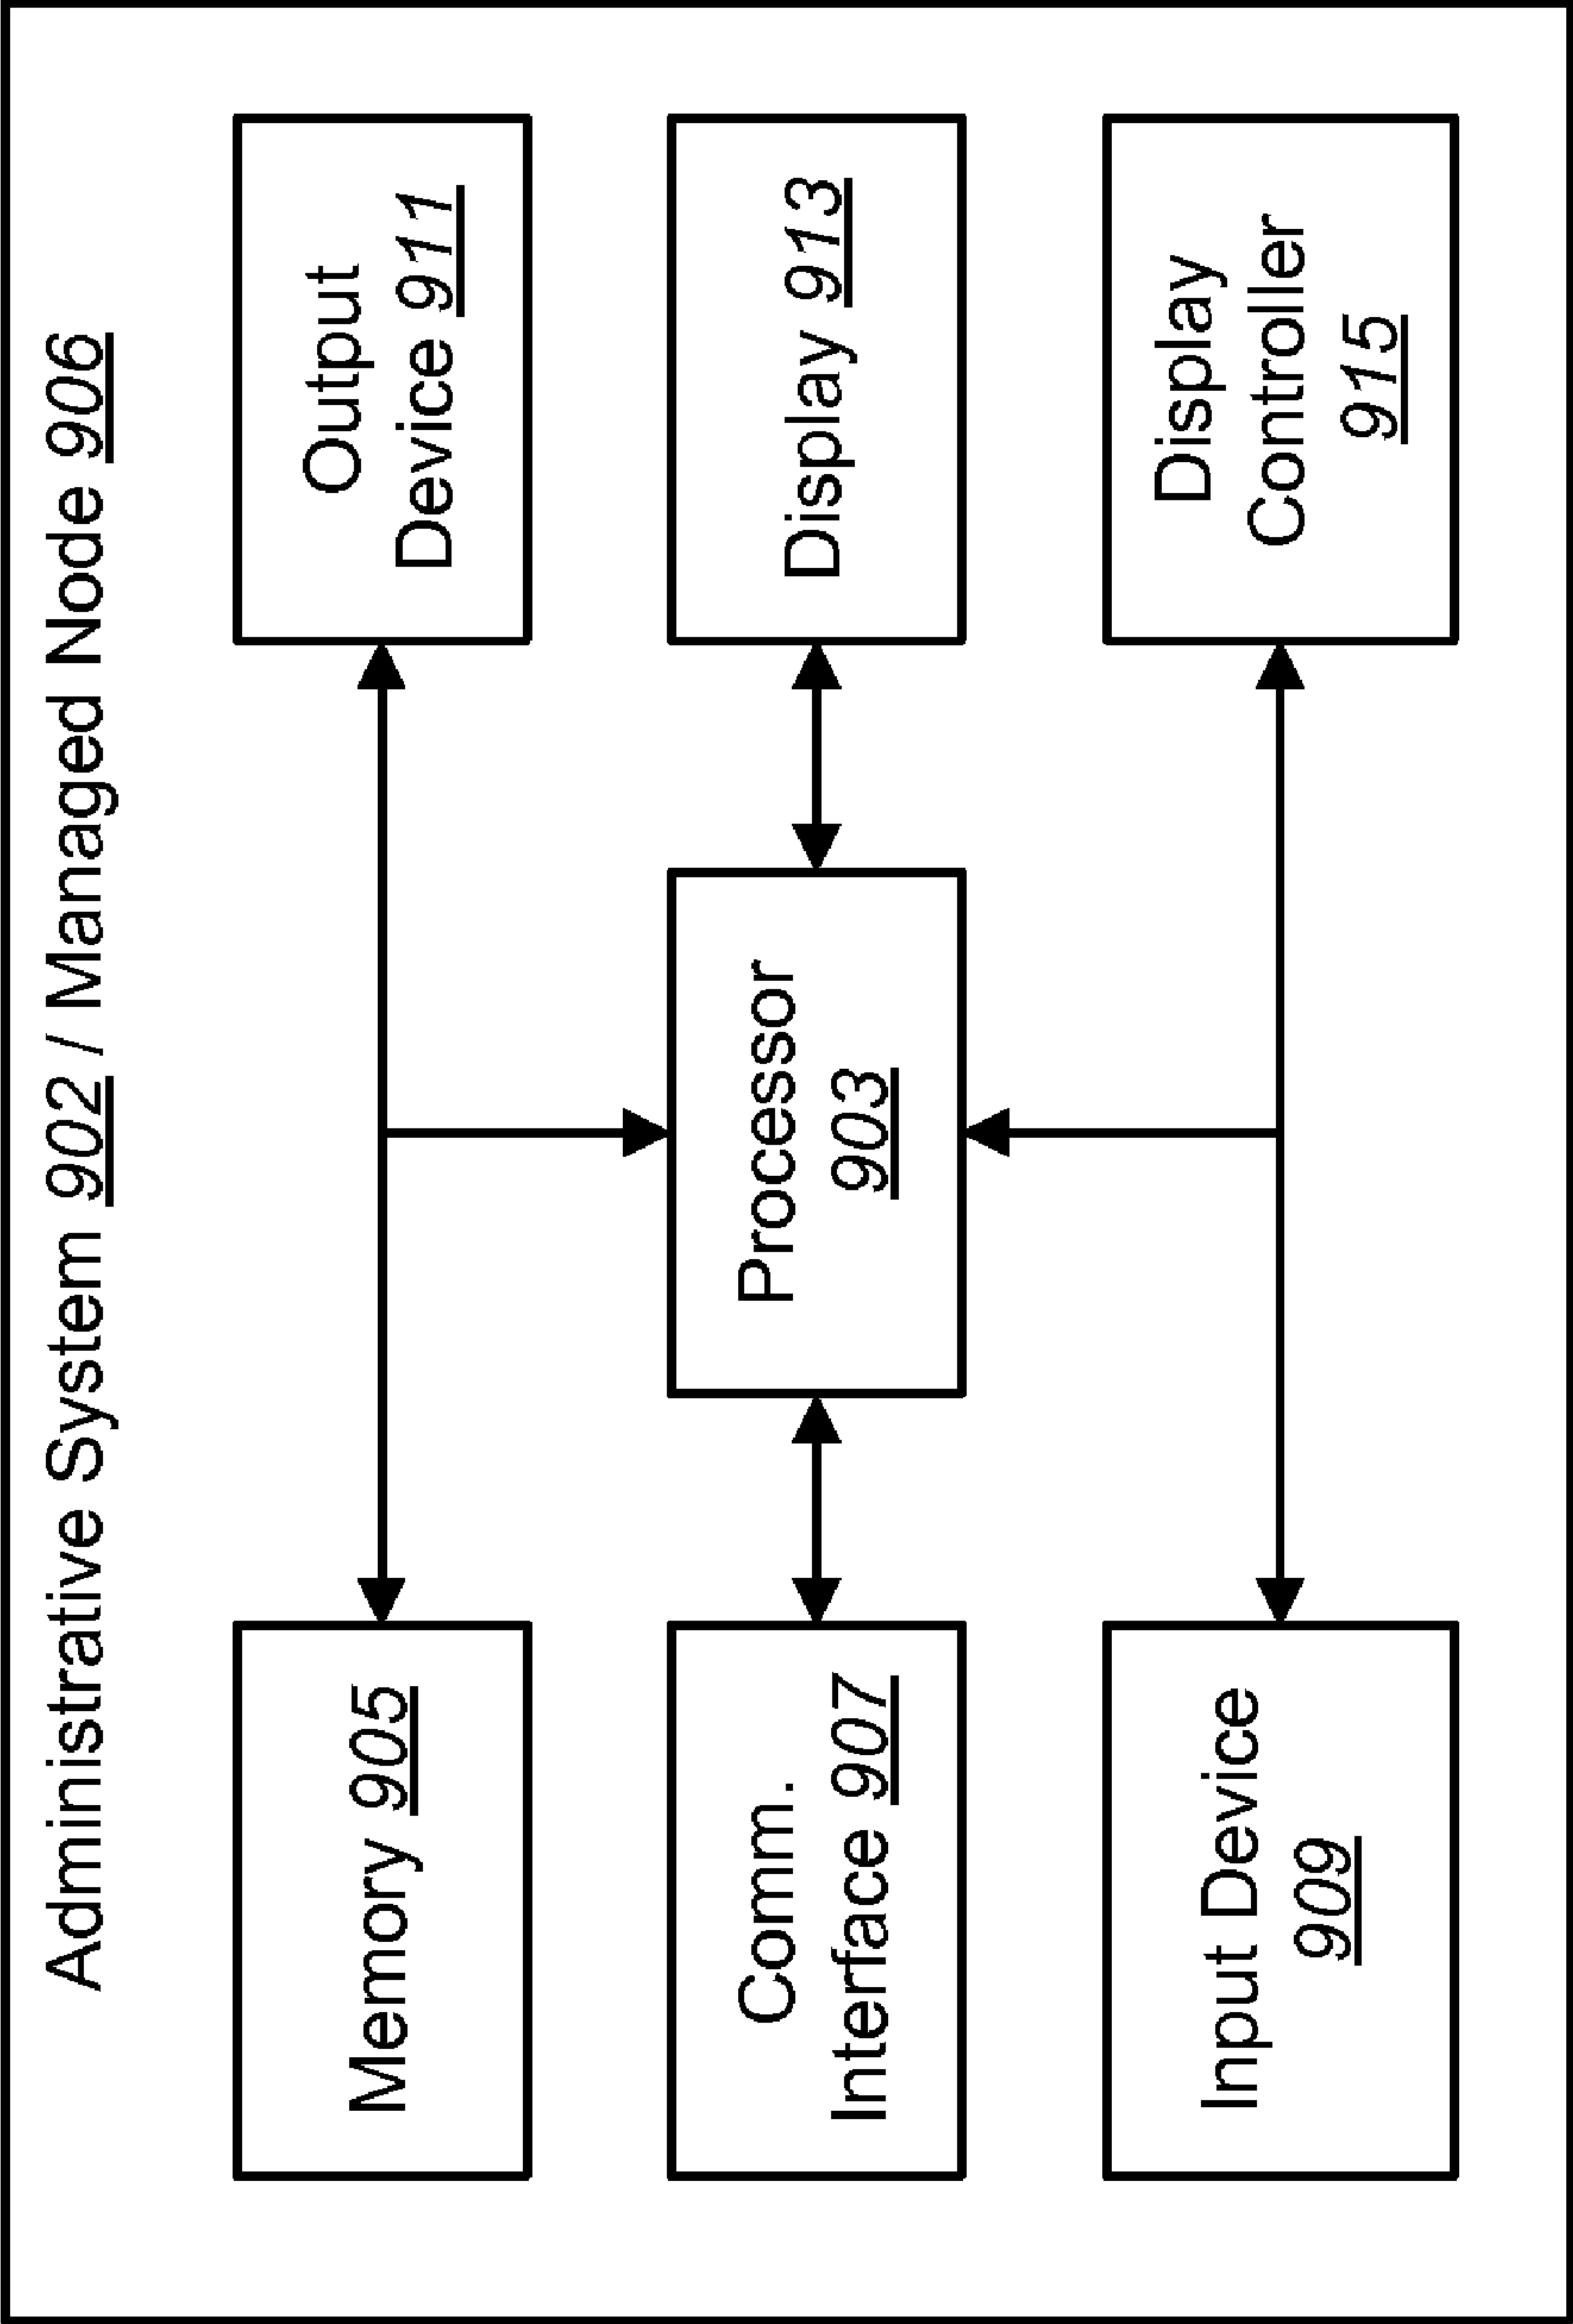 Administrative System 902 / Managed Node 906
Memory 905
Output
Device 911
Comm.
Interface 907
Processor
903
Display 913
Input Device
909
Display
Controller
915